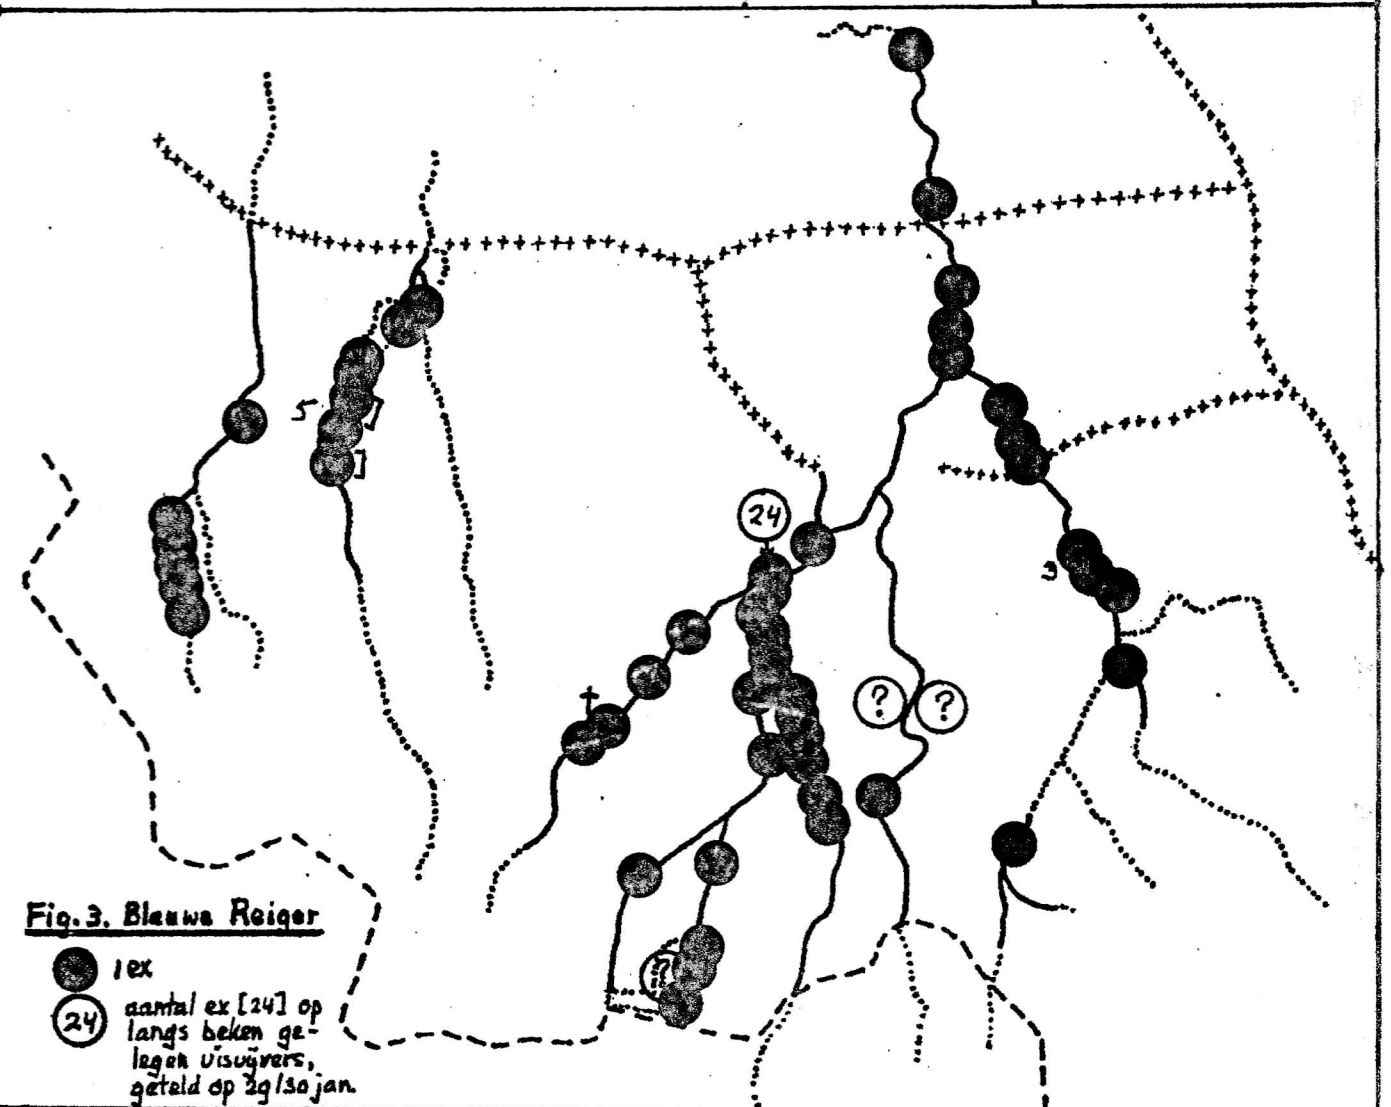 5
24
3
?
?
?
Fig. 3. Blauwe Reiger
1 ex
24
aantal ex [24] op
langs beken ge-
legen visvijvers,
geteld op 29/30 jan.